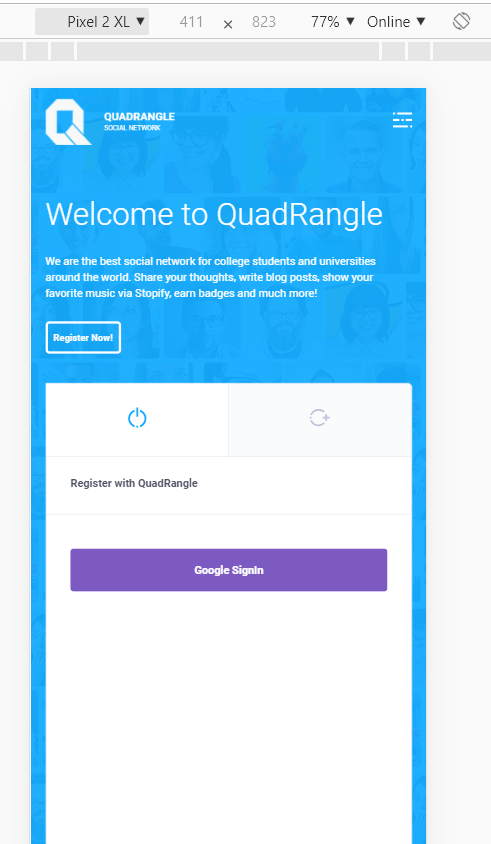 Pixel 2 XL ▼ 411 × 823 77% ▼ Online ▼
QUADRANGLE
SOCIAL NETWORK
Welcome to QuadRangle
We are the best social network for college students and universities
around the world. Share your thoughts, write blog posts, show your
favorite music via Stopify, earn badges and much more!
Register Now!
Register with QuadRangle
Google SignIn